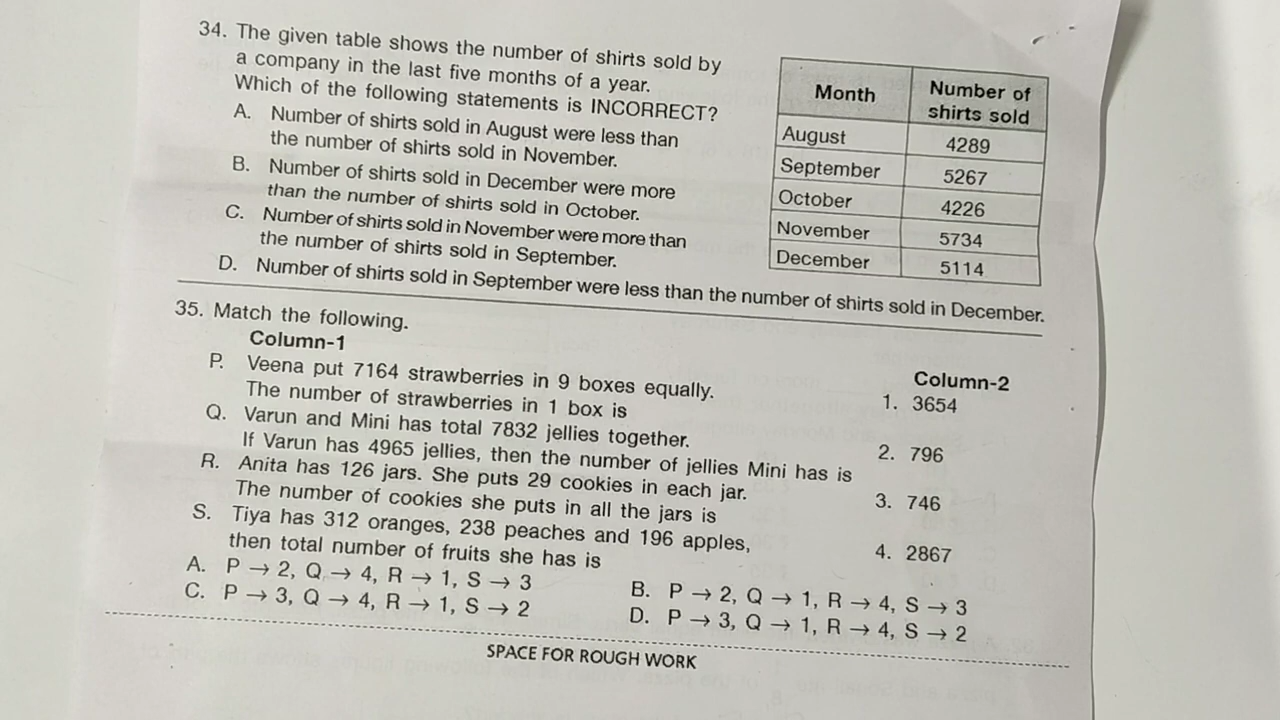 34. The given table shows the number of shirts sold by
a company in the last five months of a year.
Which of the following statements is INCORRECT?
A. Number of shirts sold in August were less than
the number of shirts sold in November.
B. Number of shirts sold in December were more
than the number of shirts sold in October.
C. Number of shirts sold in November were more than
the number of shirts sold in September.
D. Number of shirts sold in September were less than the number of shirts sold in December.
Month Number of
shirts sold
August 4289
September 5267
October 4226
November 5734
December 5114
35. Match the following.
Column-1 Column-2
P. Veena put 7164 strawberries in 9 boxes equally. 1. 3654
The number of strawberries in 1 box is
Q. Varun and Mini has total 7832 jellies together. 2. 796
If Varun has 4965 jellies, then the number of jellies Mini has is
R. Anita has 126 jars. She puts 29 cookies in each jar. 3. 746
The number of cookies she puts in all the jars is
S. Tiya has 312 oranges, 238 peaches and 196 apples, 4. 2867
then total number of fruits she has is
A. P → 2, Q → 4, R → 1, S → 3 B. P → 2, Q → 1, R → 4, S → 3
C. P → 3, Q → 4, R → 1, S → 2 D. P → 3, Q → 1, R → 4, S → 2
SPACE FOR ROUGH WORK